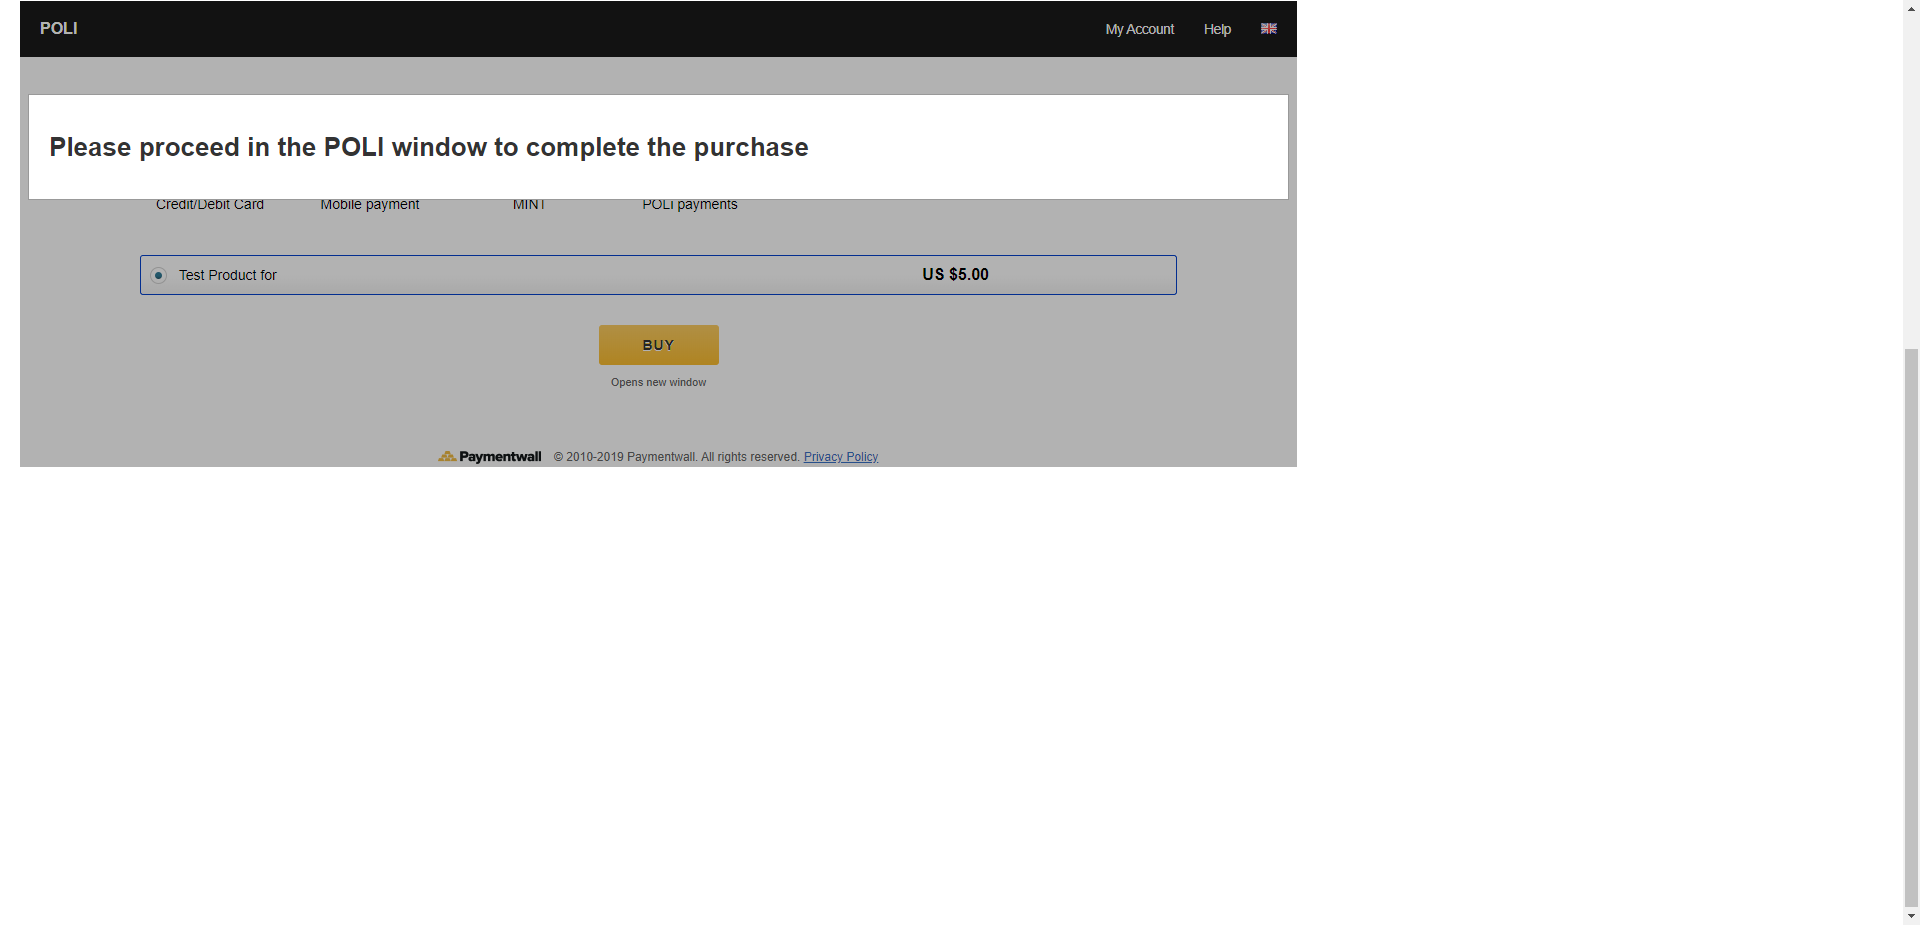 POLI
My Account Help
Please proceed in the POLI window to complete the purchase
Credit/Debit Card Mobile payment MINT POLi payments
Test Product for US $5.00
BUY
Opens new window
Paymentwall © 2010-2019 Paymentwall. All rights reserved. Privacy Policy